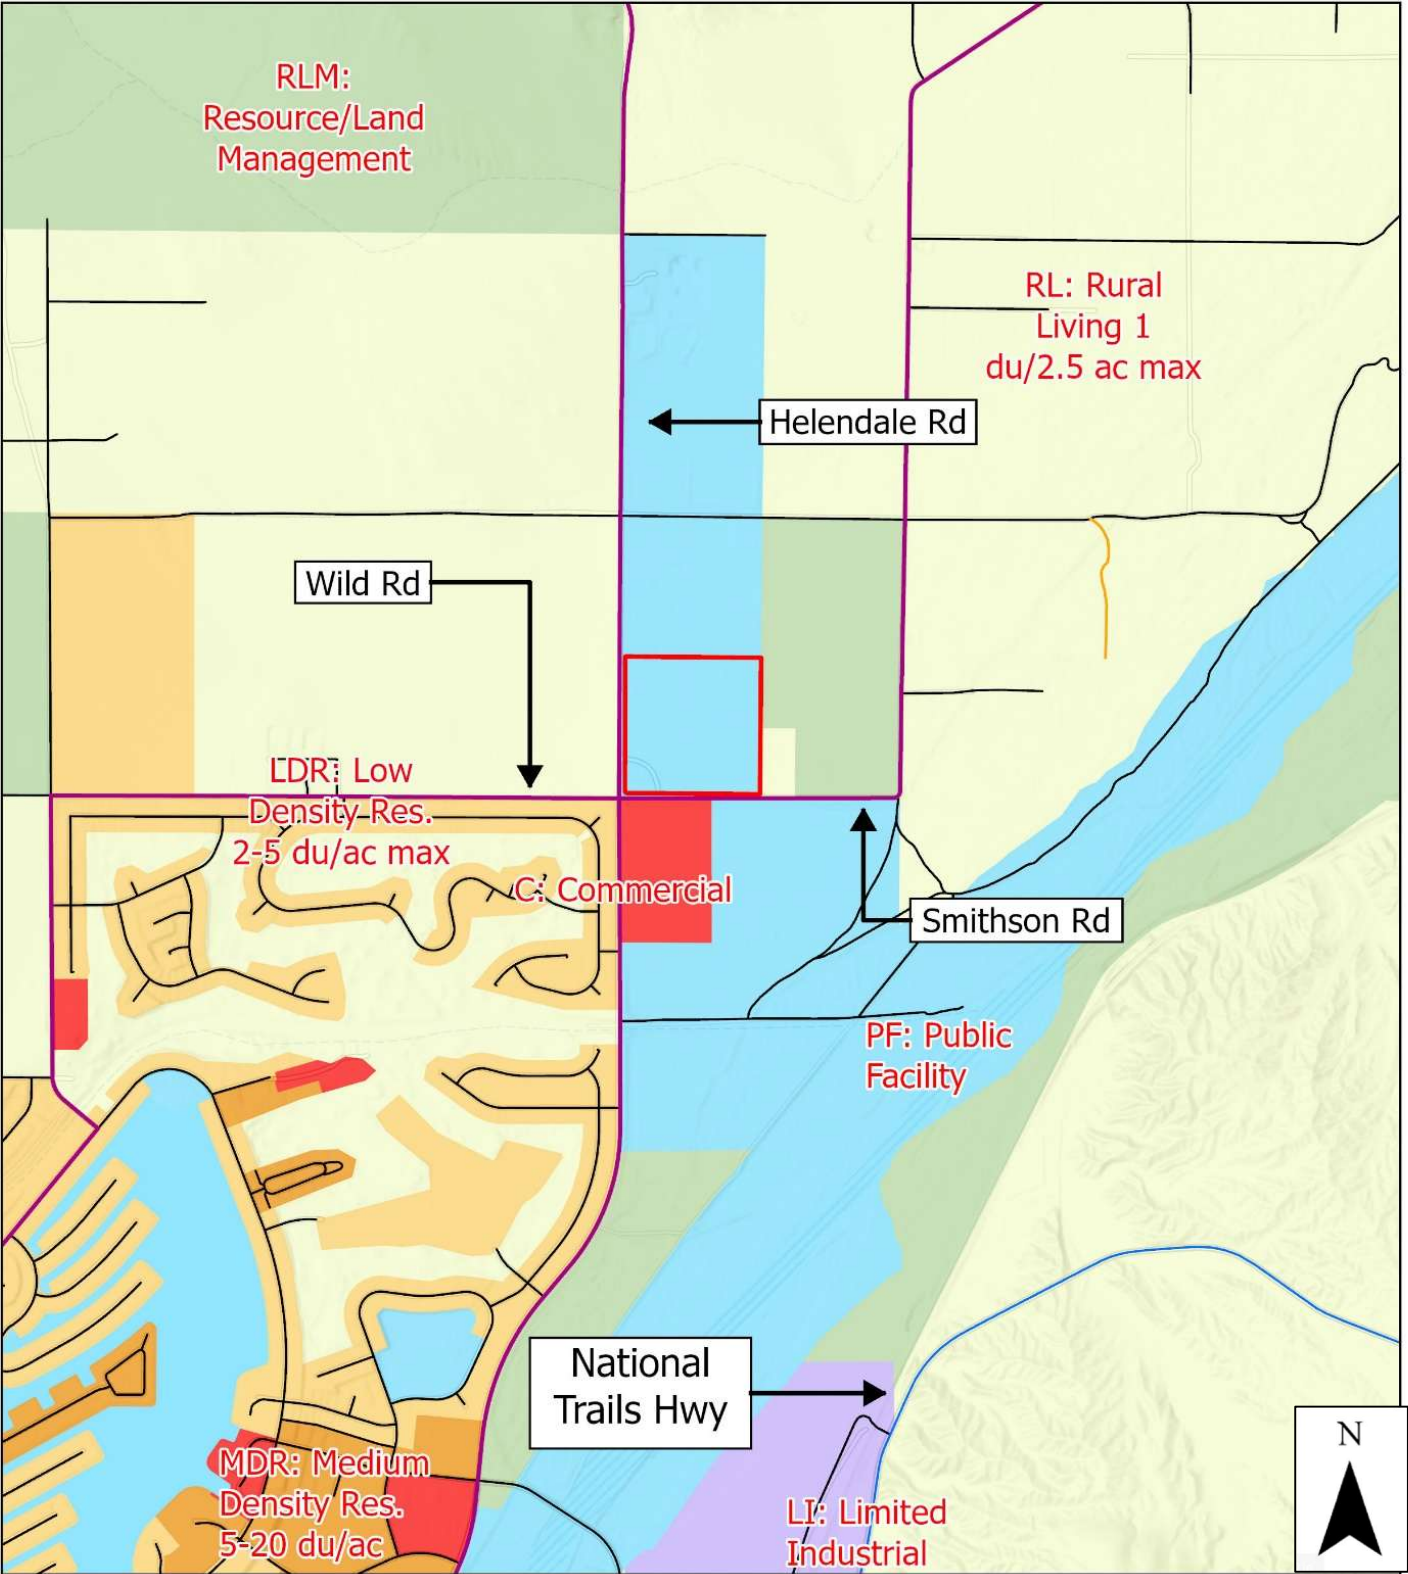 RLM:
Resource/Land
Management
RL: Rural
Living 1
du/2.5 ac max
Helendale Rd
Wild Rd
LDR: Low
Density Res.
2-5 du/ac max
C: Commercial
Smithson Rd
PF: Public
Facility
National
Trails Hwy
N
MDR: Medium
Density Res.
5-20 du/ac
LI: Limited
Industrial